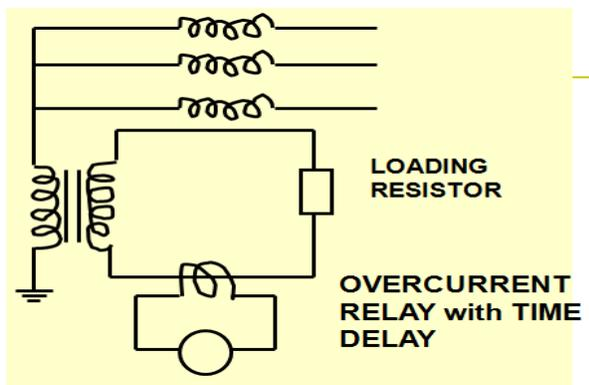 LOADING
RESISTOR
OVERCURRENT
RELAY with TIME
DELAY